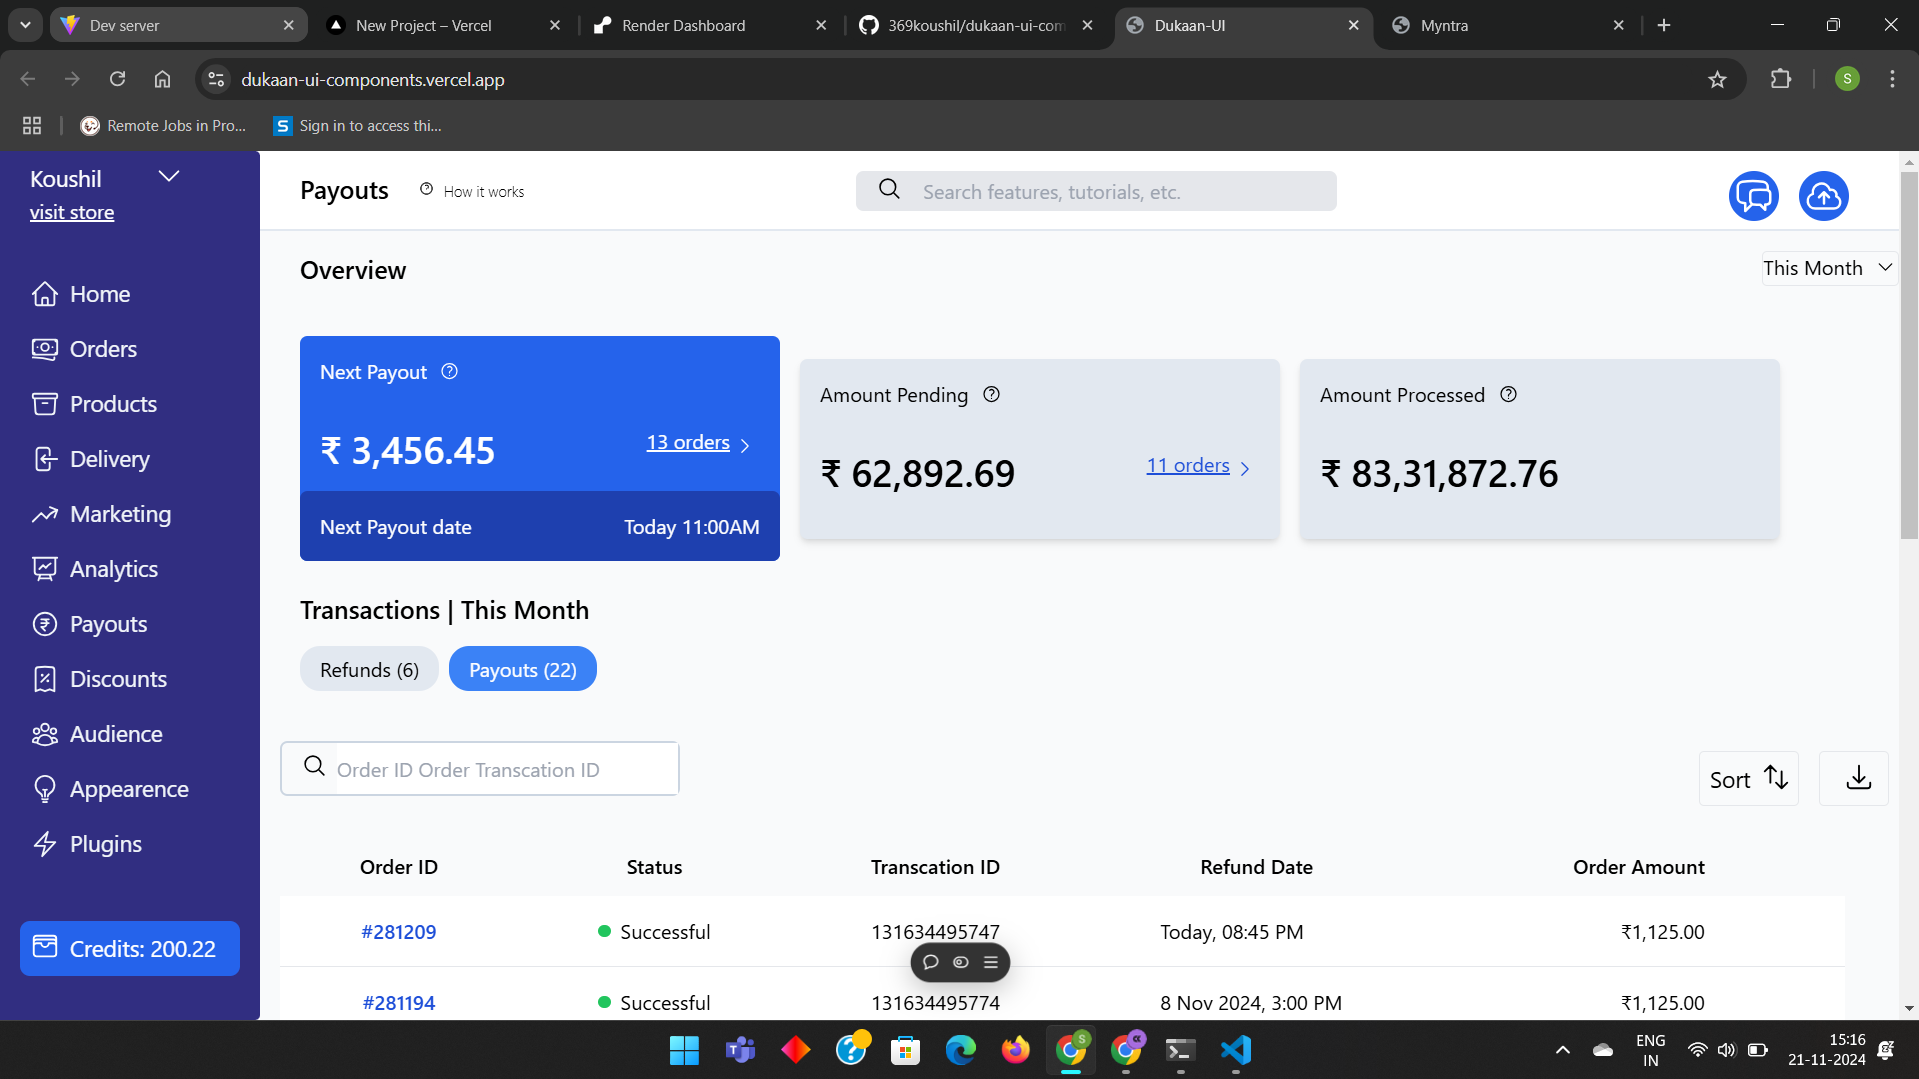 Dev server
New Project – Vercel
Render Dashboard
369koushil/dukaan-ui-com
Dukaan-UI
Myntra
dukaan-ui-components.vercel.app
S
Remote Jobs in Pro...
S Sign in to access thi...
Koushil
visit store
Home
Orders
Products
Delivery
Marketing
Analytics
Payouts
Discounts
Audience
Appearence
Plugins
Credits: 200.22
Payouts
How it works
Search features, tutorials, etc.
Overview
This Month
Next Payout
₹ 3,456.45
13 orders
Next Payout date
Today 11:00AM
Amount Pending
₹ 62,892.69
11 orders
Amount Processed
₹ 83,31,872.76
Transactions | This Month
Refunds (6)
Payouts (22)
Order ID Order Transcation ID
Sort
Order ID Status Transcation ID Refund Date Order Amount
#281209 Successful 131634495747 Today, 08:45 PM ₹1,125.00
#281194 Successful 131634495774 8 Nov 2024, 3:00 PM ₹1,125.00
ENG
IN
15:16
21-11-2024